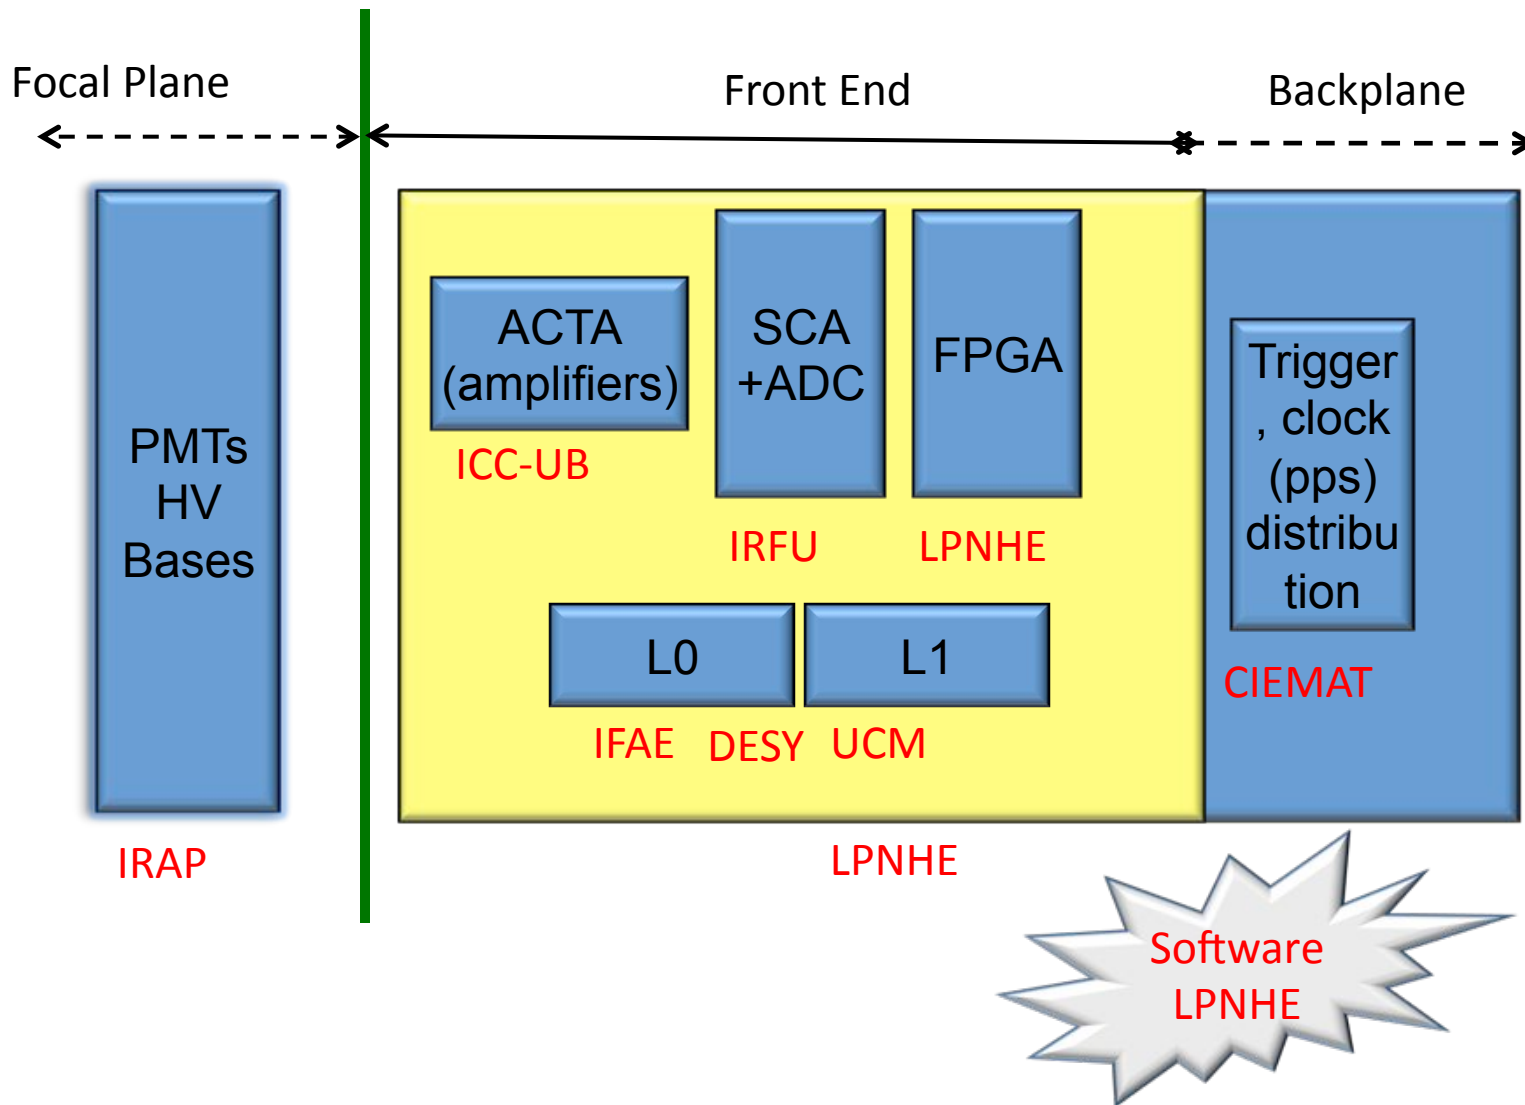 Focal Plane
Front End
Backplane
PMTs
HV
Bases
IRAP
ACTA
(amplifiers)
ICC-UB
SCA
+ADC
IRFU
FPGA
LPNHE
L0
L1
IFAE
DESY
UCM
LPNHE
Trigger
, clock
(pps)
distribu
tion
CIEMAT
Software
LPNHE